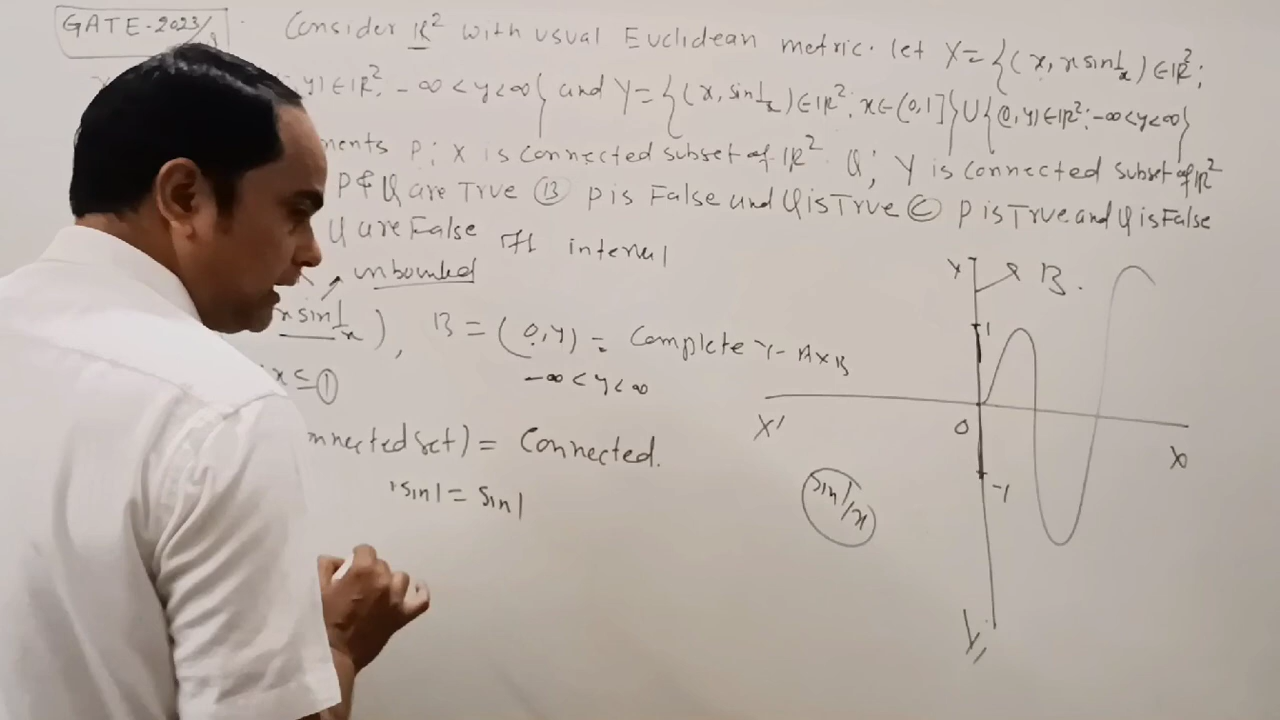 GATE-2023/
Consider ℝ² with usual Euclidean metric. let X = {(x, x sin 1/x) ∈ ℝ²;
y) ∈ ℝ²: -∞ < y < ∞} and Y = {(x, sin 1/x) ∈ ℝ²: x ∈ (0,1]} ∪ {(0,y) ∈ ℝ²: -∞<y<∞}
ments P: X is connected subset of ℝ² Q; Y is connected subset of ℝ²
P & Q are True (B) P is False and Q is True (C) P is True and Q is False
Q are False
interval
unbounded
x sin 1/x), B = (0, y) = Complete Y-Axis
-∞ < y < ∞
x ≤ 1
onnected set) = Connected.
1 sin 1 = sin 1
Y
B.
1
X'
0
X
-1
sin 1/x
Y'